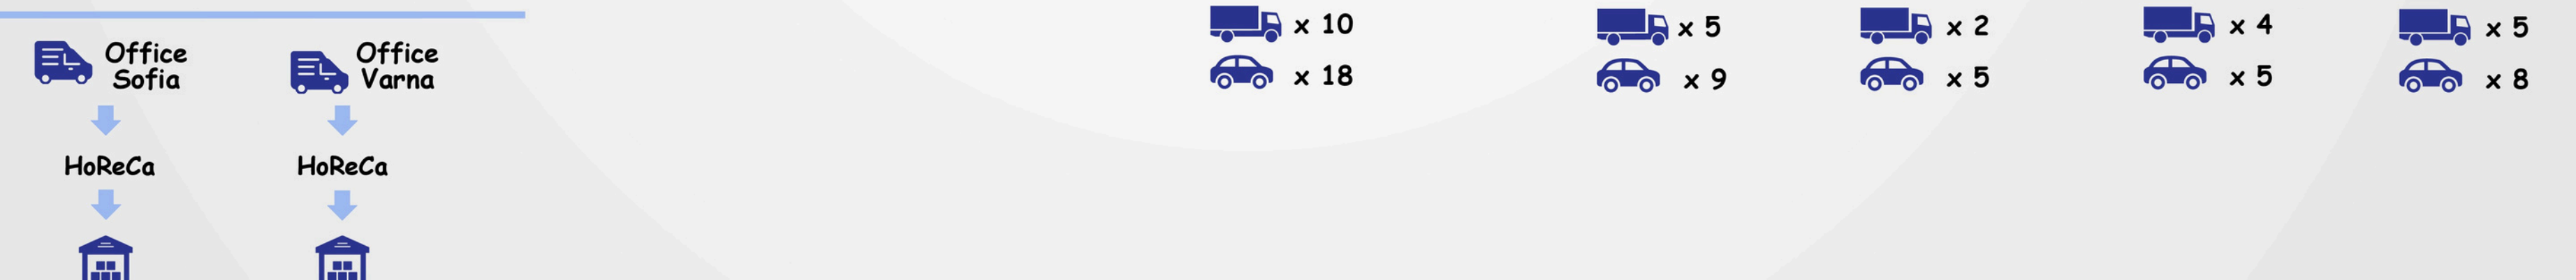 Office
Sofia
HoReCa
Office
Varna
HoReCa
x 10
x 18
x 5
x 9
x 2
x 5
x 4
x 5
x 5
x 8